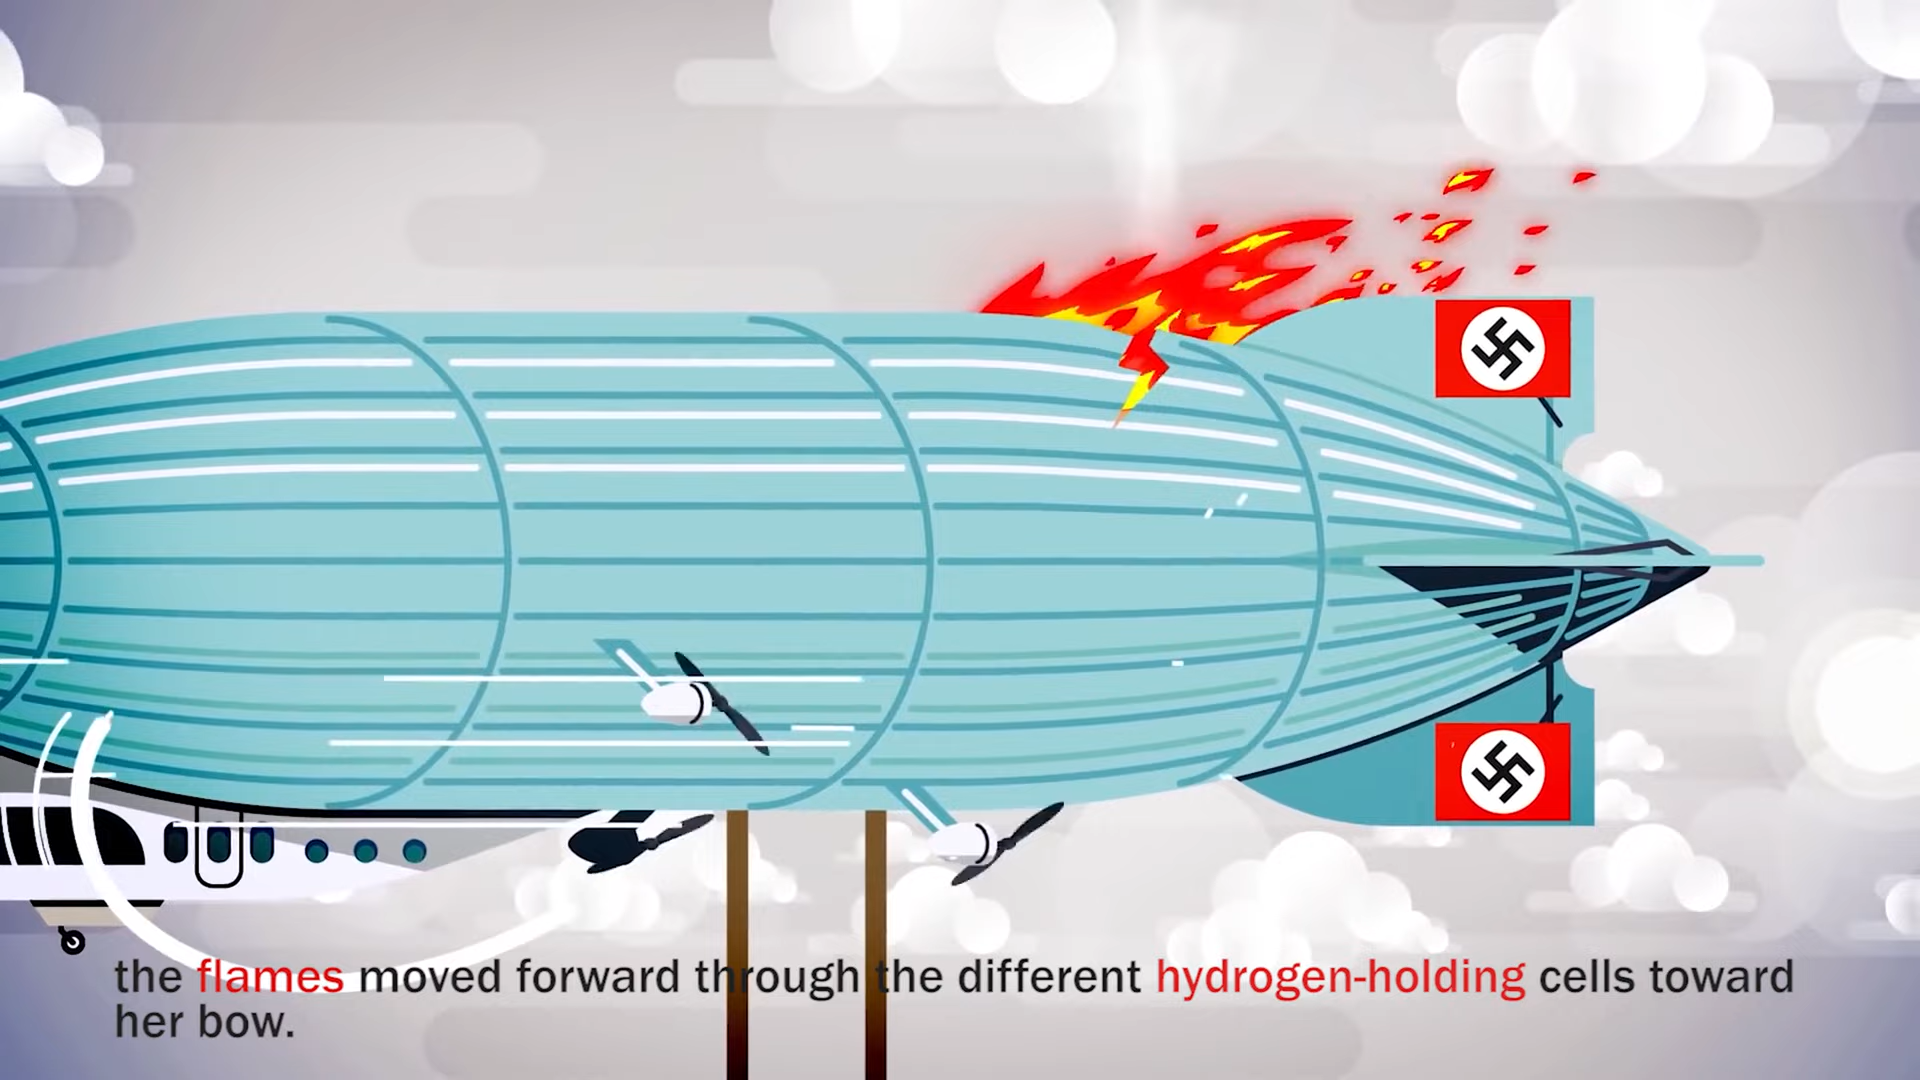 the flames moved forward through the different hydrogen-holding cells toward
her bow.